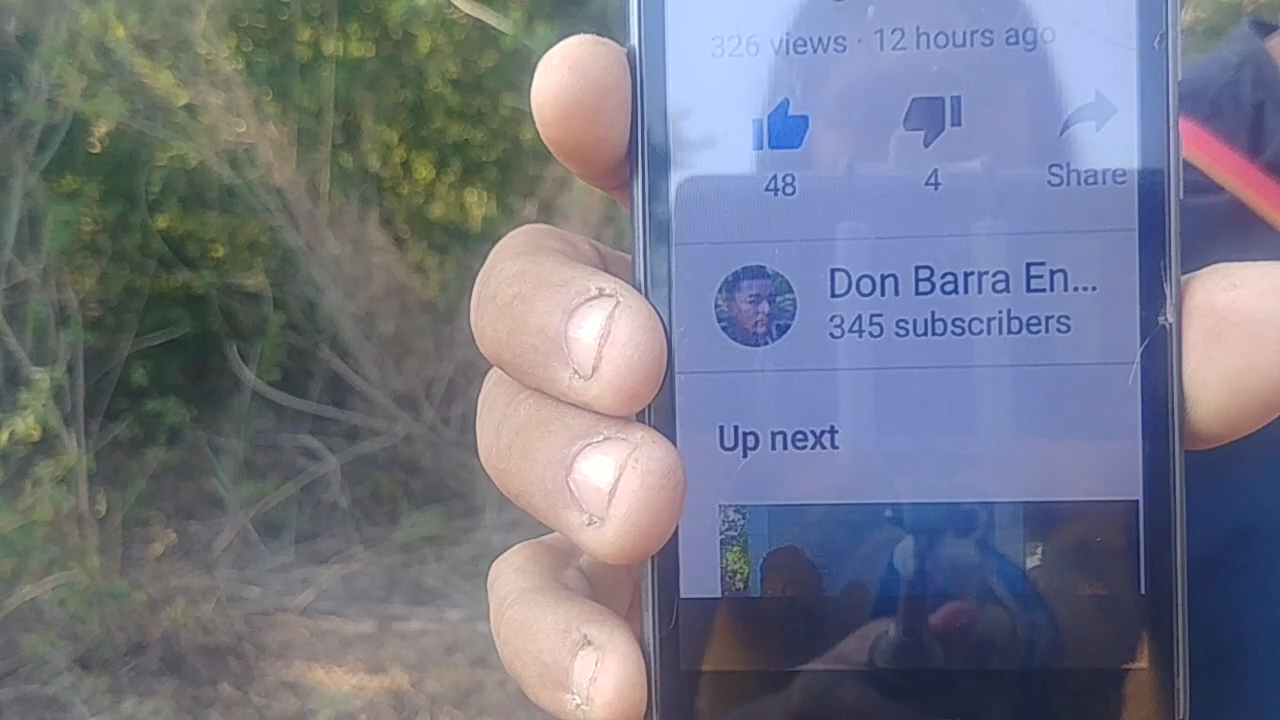 326 views · 12 hours ago
48
4
Share
Don Barra En...
345 subscribers
Up next